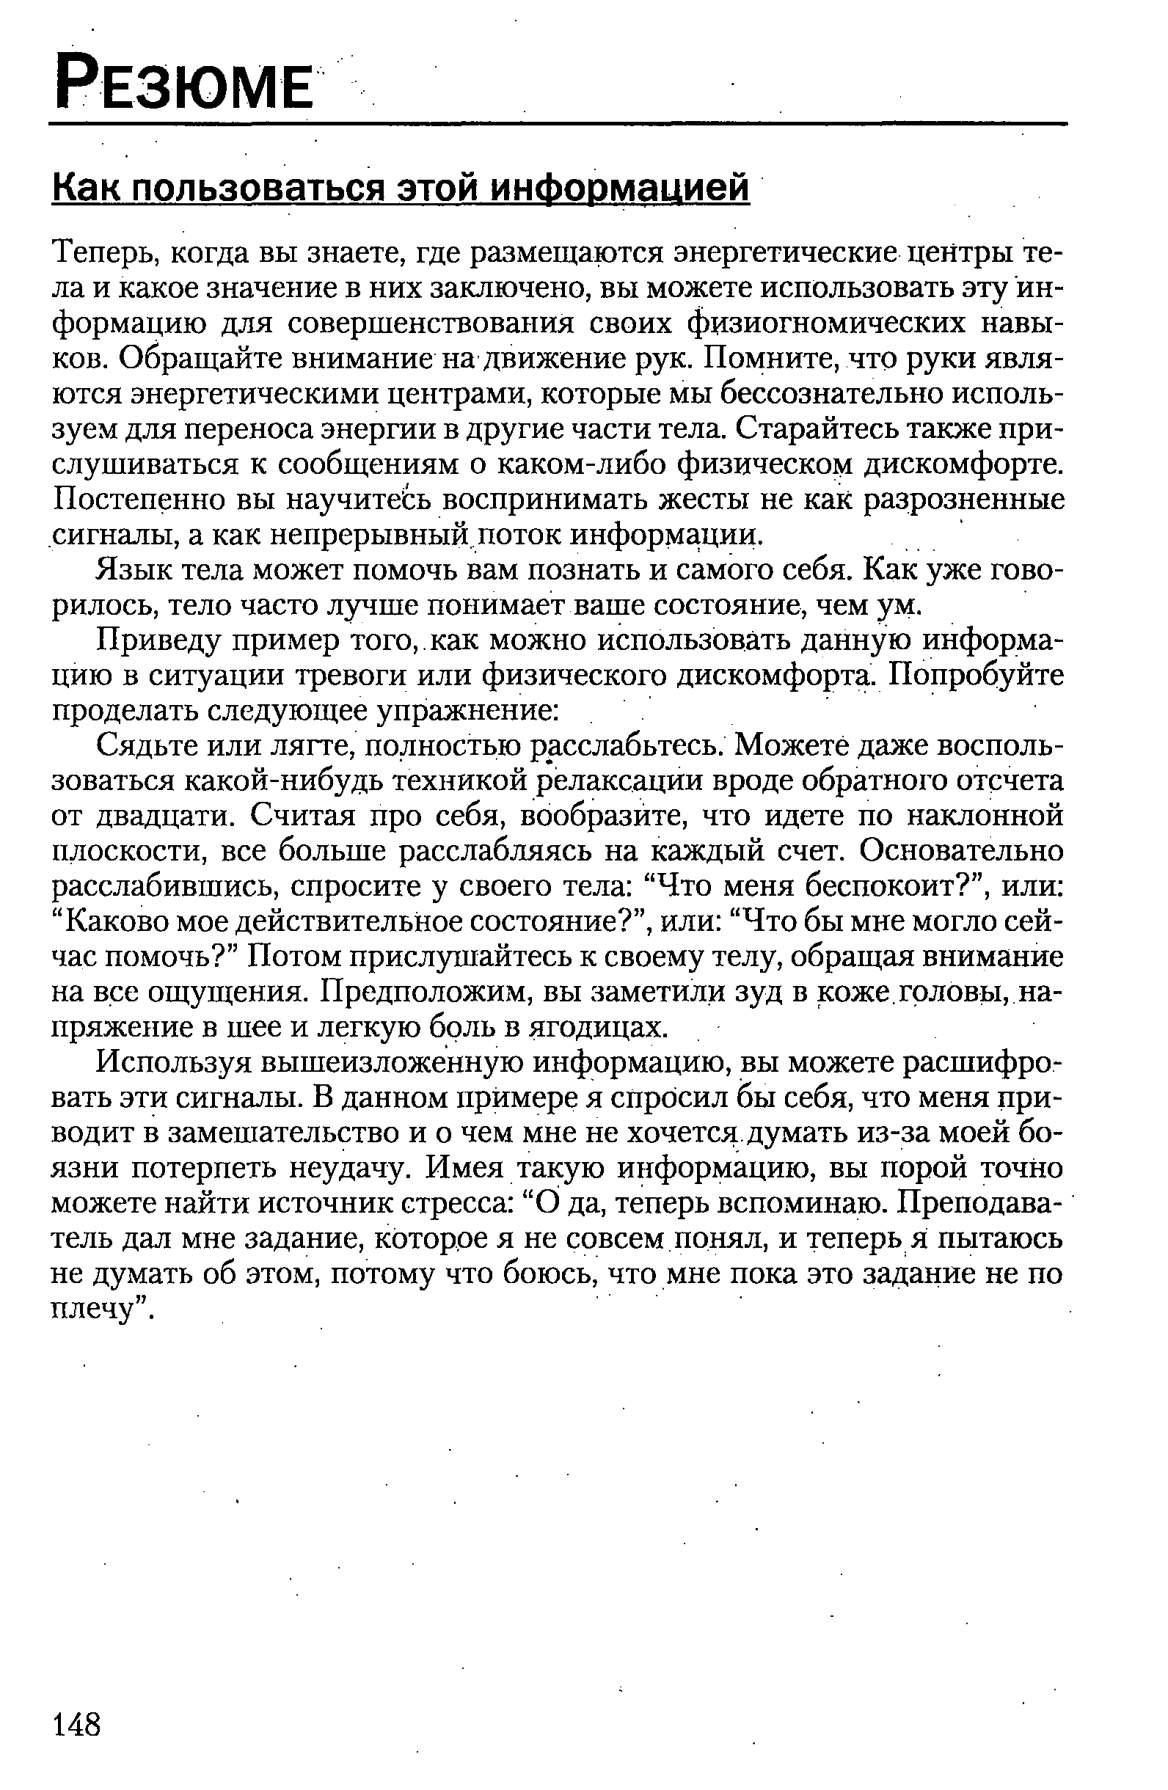 РЕЗЮМЕ
Как пользоваться этой информацией
Теперь, когда вы знаете, где размещаются энергетические центры те-
ла и какое значение в них заключено, вы можете использовать эту ин-
формацию для совершенствования своих физиогномических навы-
ков. Обращайте внимание на движение рук. Помните, что руки явля-
ются энергетическими центрами, которые мы бессознательно исполь-
зуем для переноса энергии в другие части тела. Старайтесь также при-
слушиваться к сообщениям о каком-либо физическом дискомфорте.
Постепенно вы научитесь воспринимать жесты не как разрозненные
сигналы, а как непрерывный поток информации.
Язык тела может помочь вам познать и самого себя. Как уже гово-
рилось, тело часто лучше понимает ваше состояние, чем ум.
Приведу пример того, как можно использовать данную информа-
цию в ситуации тревоги или физического дискомфорта. Попробуйте
проделать следующее упражнение:
Сядьте или лягте, полностью расслабьтесь. Можете даже восполь-
зоваться какой-нибудь техникой релаксации вроде обратного отсчета
от двадцати. Считая про себя, вообразите, что идете по наклонной
плоскости, все больше расслабляясь на каждый счет. Основательно
расслабившись, спросите у своего тела: “Что меня беспокоит?”, или:
“Каково мое действительное состояние?”, или: “Что бы мне могло сей-
час помочь?” Потом прислушайтесь к своему телу, обращая внимание
на все ощущения. Предположим, вы заметили зуд в коже головы, на-
пряжение в шее и легкую боль в ягодицах.
Используя вышеизложенную информацию, вы можете расшифро-
вать эти сигналы. В данном примере я спросил бы себя, что меня при-
водит в замешательство и о чем мне не хочется думать из-за моей бо-
язни потерпеть неудачу. Имея такую информацию, вы порой точно
можете найти источник стресса: “О да, теперь вспоминаю. Преподава-
тель дал мне задание, которое я не совсем понял, и теперь я пытаюсь
не думать об этом, потому что боюсь, что мне пока это задание не по
плечу”.
148